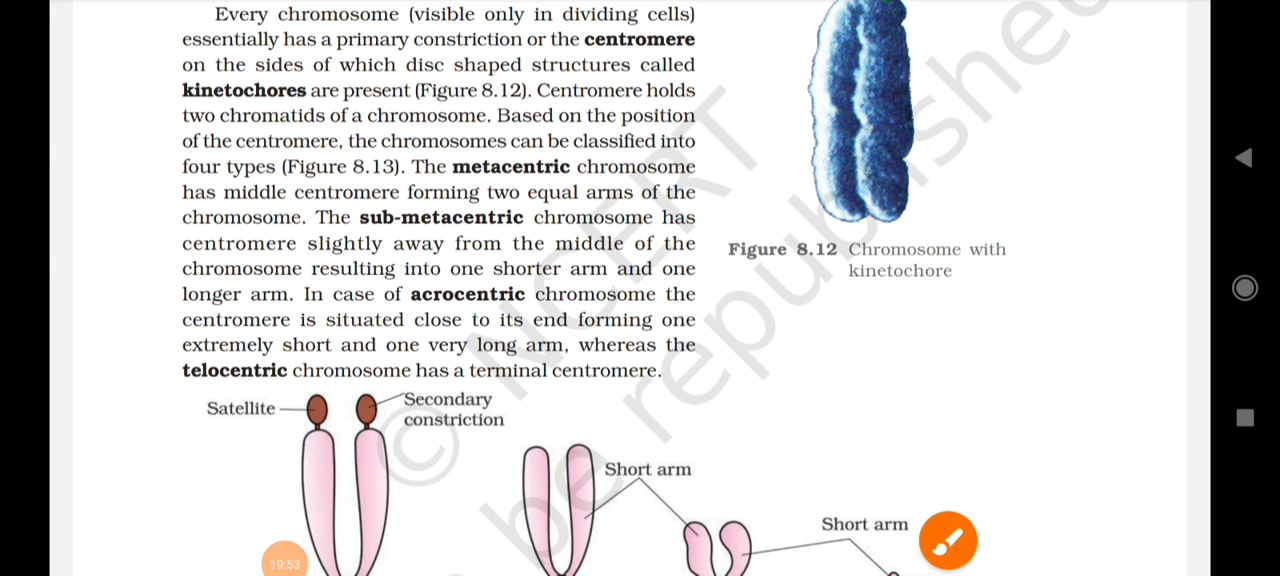 Every chromosome (visible only in dividing cells)
essentially has a primary constriction or the centromere
on the sides of which disc shaped structures called
kinetochores are present (Figure 8.12). Centromere holds
two chromatids of a chromosome. Based on the position
of the centromere, the chromosomes can be classified into
four types (Figure 8.13). The metacentric chromosome
has middle centromere forming two equal arms of the
chromosome. The sub-metacentric chromosome has
centromere slightly away from the middle of the
chromosome resulting into one shorter arm and one
longer arm. In case of acrocentric chromosome the
centromere is situated close to its end forming one
extremely short and one very long arm, whereas the
telocentric chromosome has a terminal centromere.
Figure 8.12 Chromosome with
kinetochore
Satellite
Secondary
constriction
Short arm
Short arm
19:53
© NCERT
be republished